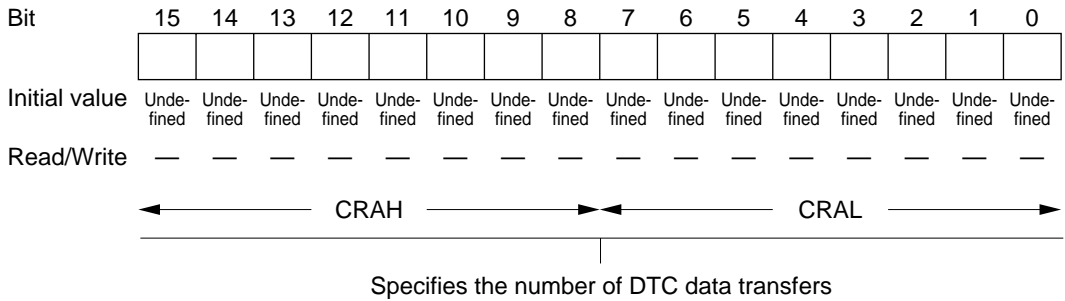 Bit 15 14 13 12 11 10 9 8 7 6 5 4 3 2 1 0
Initial value Unde- Unde- Unde- Unde- Unde- Unde- Unde- Unde- Unde- Unde- Unde- Unde- Unde- Unde- Unde- Unde-
fined fined fined fined fined fined fined fined fined fined fined fined fined fined fined fined
Read/Write — — — — — — — — — — — — — — — —
CRAH CRAL
Specifies the number of DTC data transfers